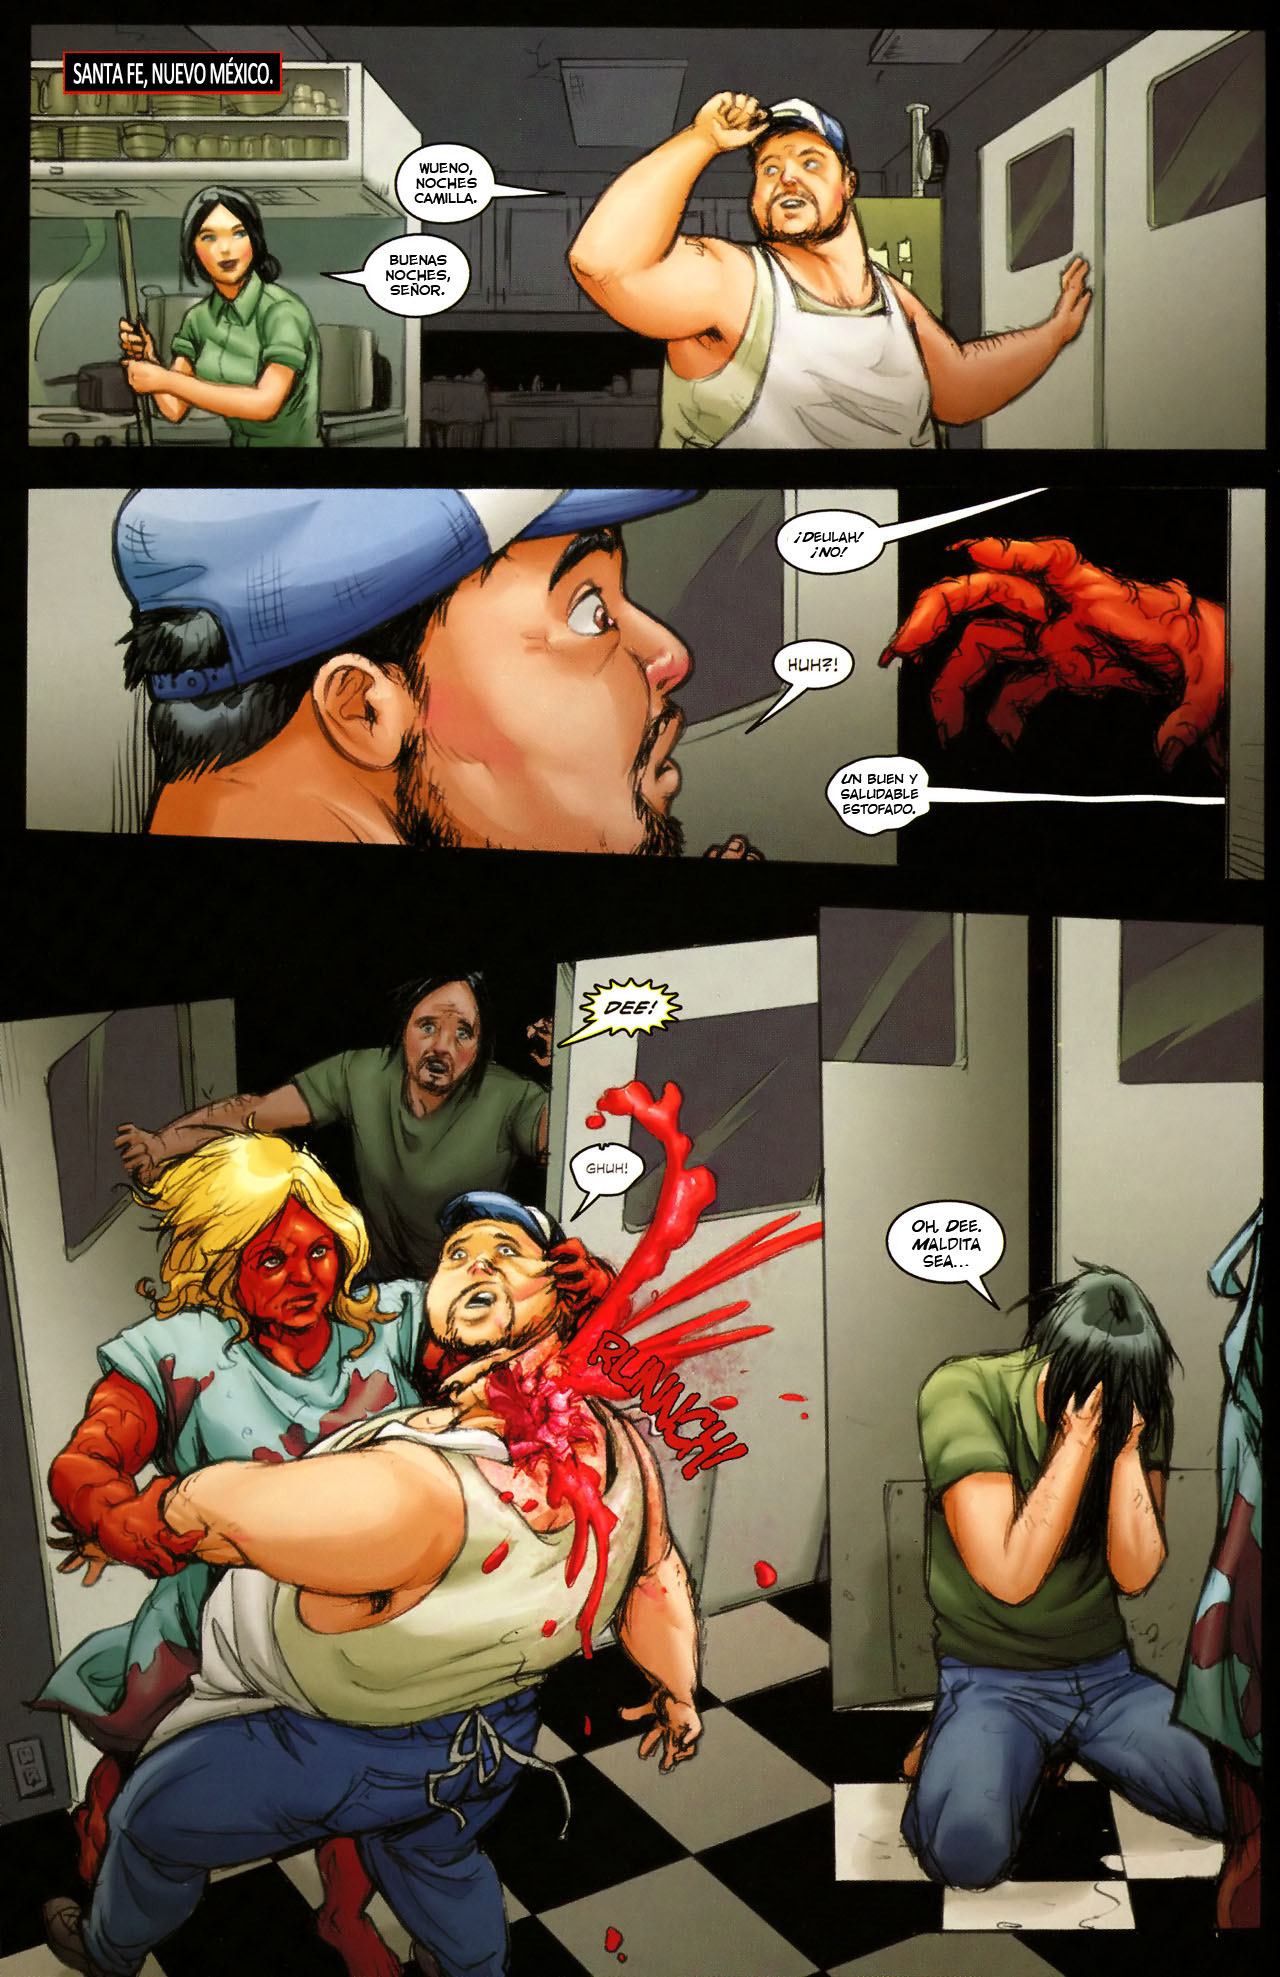 SANTA FE, NUEVO MÉXICO.
WUENO,
NOCHES
CAMILLA.
BUENAS
NOCHES,
SEÑOR.
¡DEULAH!
¡NO!
HUH?!
UN BUEN Y
SALUDABLE
ESTOFADO.
DEE!
GHUH!
RUNNCH!
OH, DEE.
MALDITA
SEA...